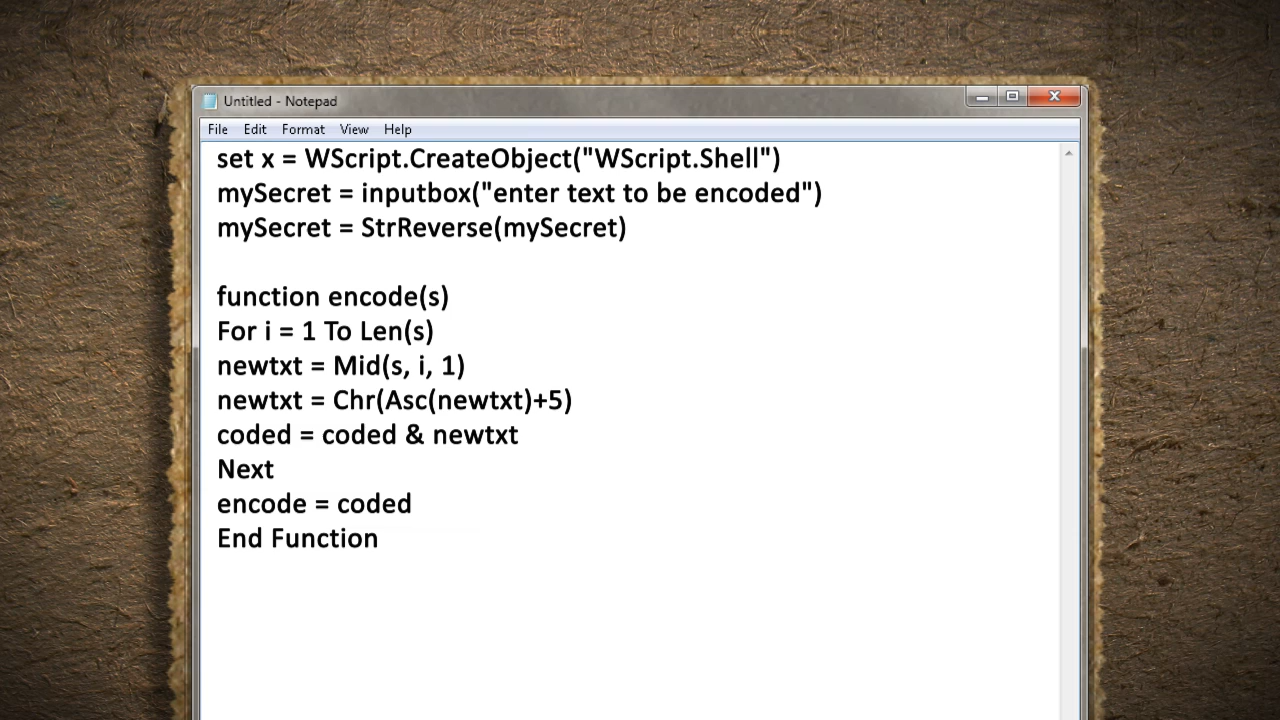 Untitled - Notepad
File Edit Format View Help
set x = WScript.CreateObject("WScript.Shell")
mySecret = inputbox("enter text to be encoded")
mySecret = StrReverse(mySecret)
function encode(s)
For i = 1 To Len(s)
newtxt = Mid(s, i, 1)
newtxt = Chr(Asc(newtxt)+5)
coded = coded & newtxt
Next
encode = coded
End Function